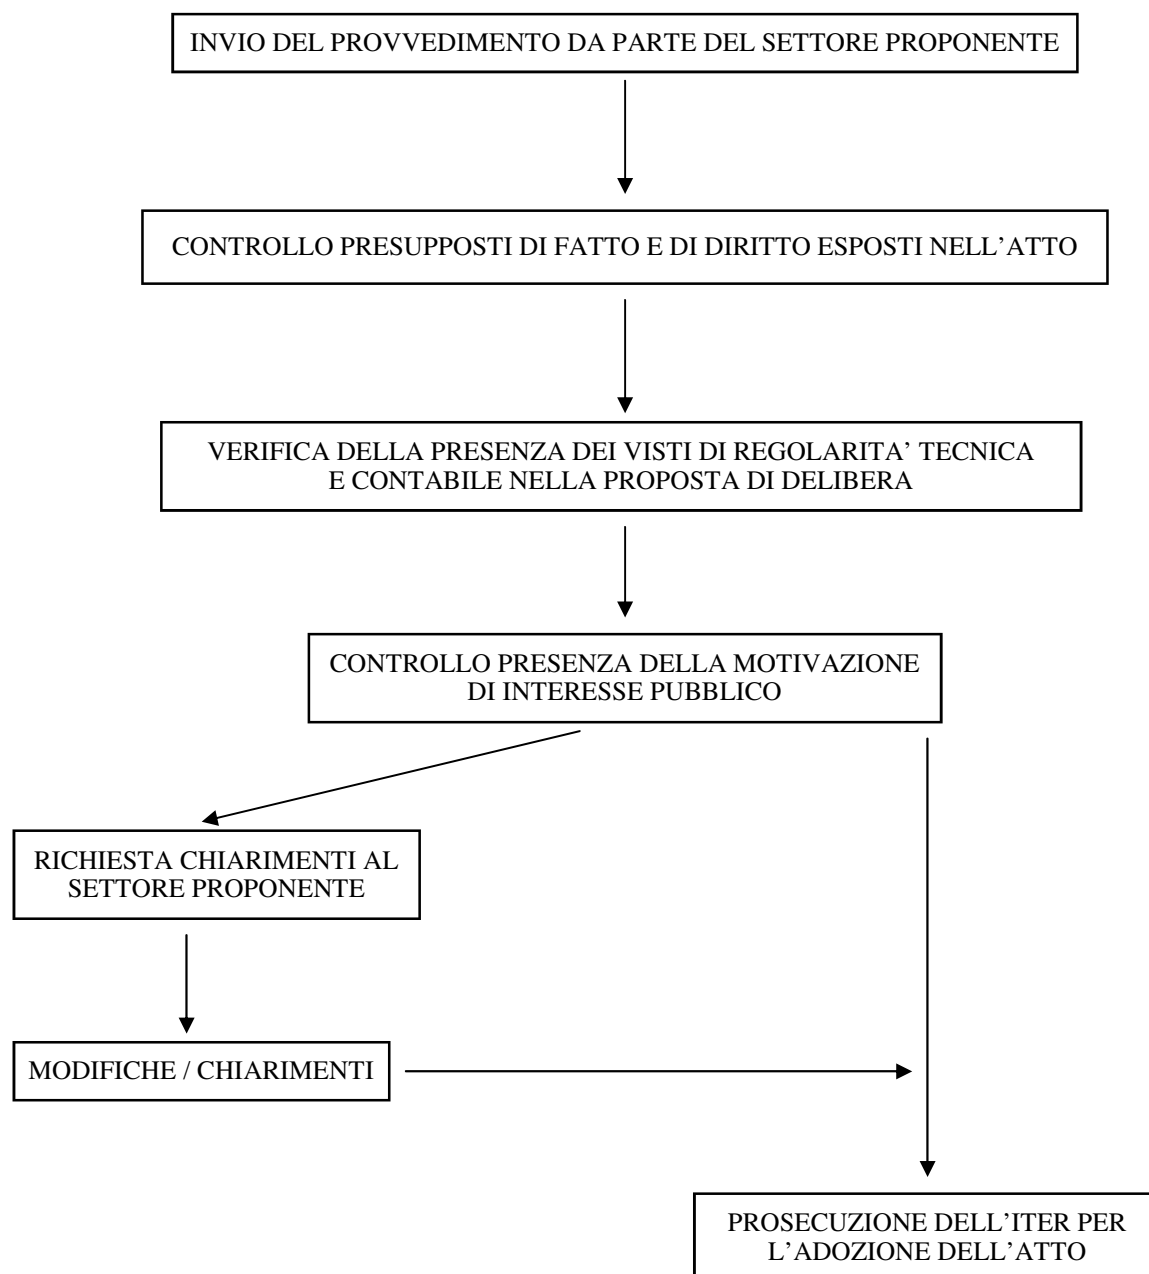 INVIO DEL PROVVEDIMENTO DA PARTE DEL SETTORE PROPONENTE
CONTROLLO PRESUPPOSTI DI FATTO E DI DIRITTO ESPOSTI NELL’ATTO
VERIFICA DELLA PRESENZA DEI VISTI DI REGOLARITA’ TECNICA
E CONTABILE NELLA PROPOSTA DI DELIBERA
CONTROLLO PRESENZA DELLA MOTIVAZIONE
DI INTERESSE PUBBLICO
RICHIESTA CHIARIMENTI AL
SETTORE PROPONENTE
MODIFICHE / CHIARIMENTI
PROSECUZIONE DELL’ITER PER
L’ADOZIONE DELL’ATTO